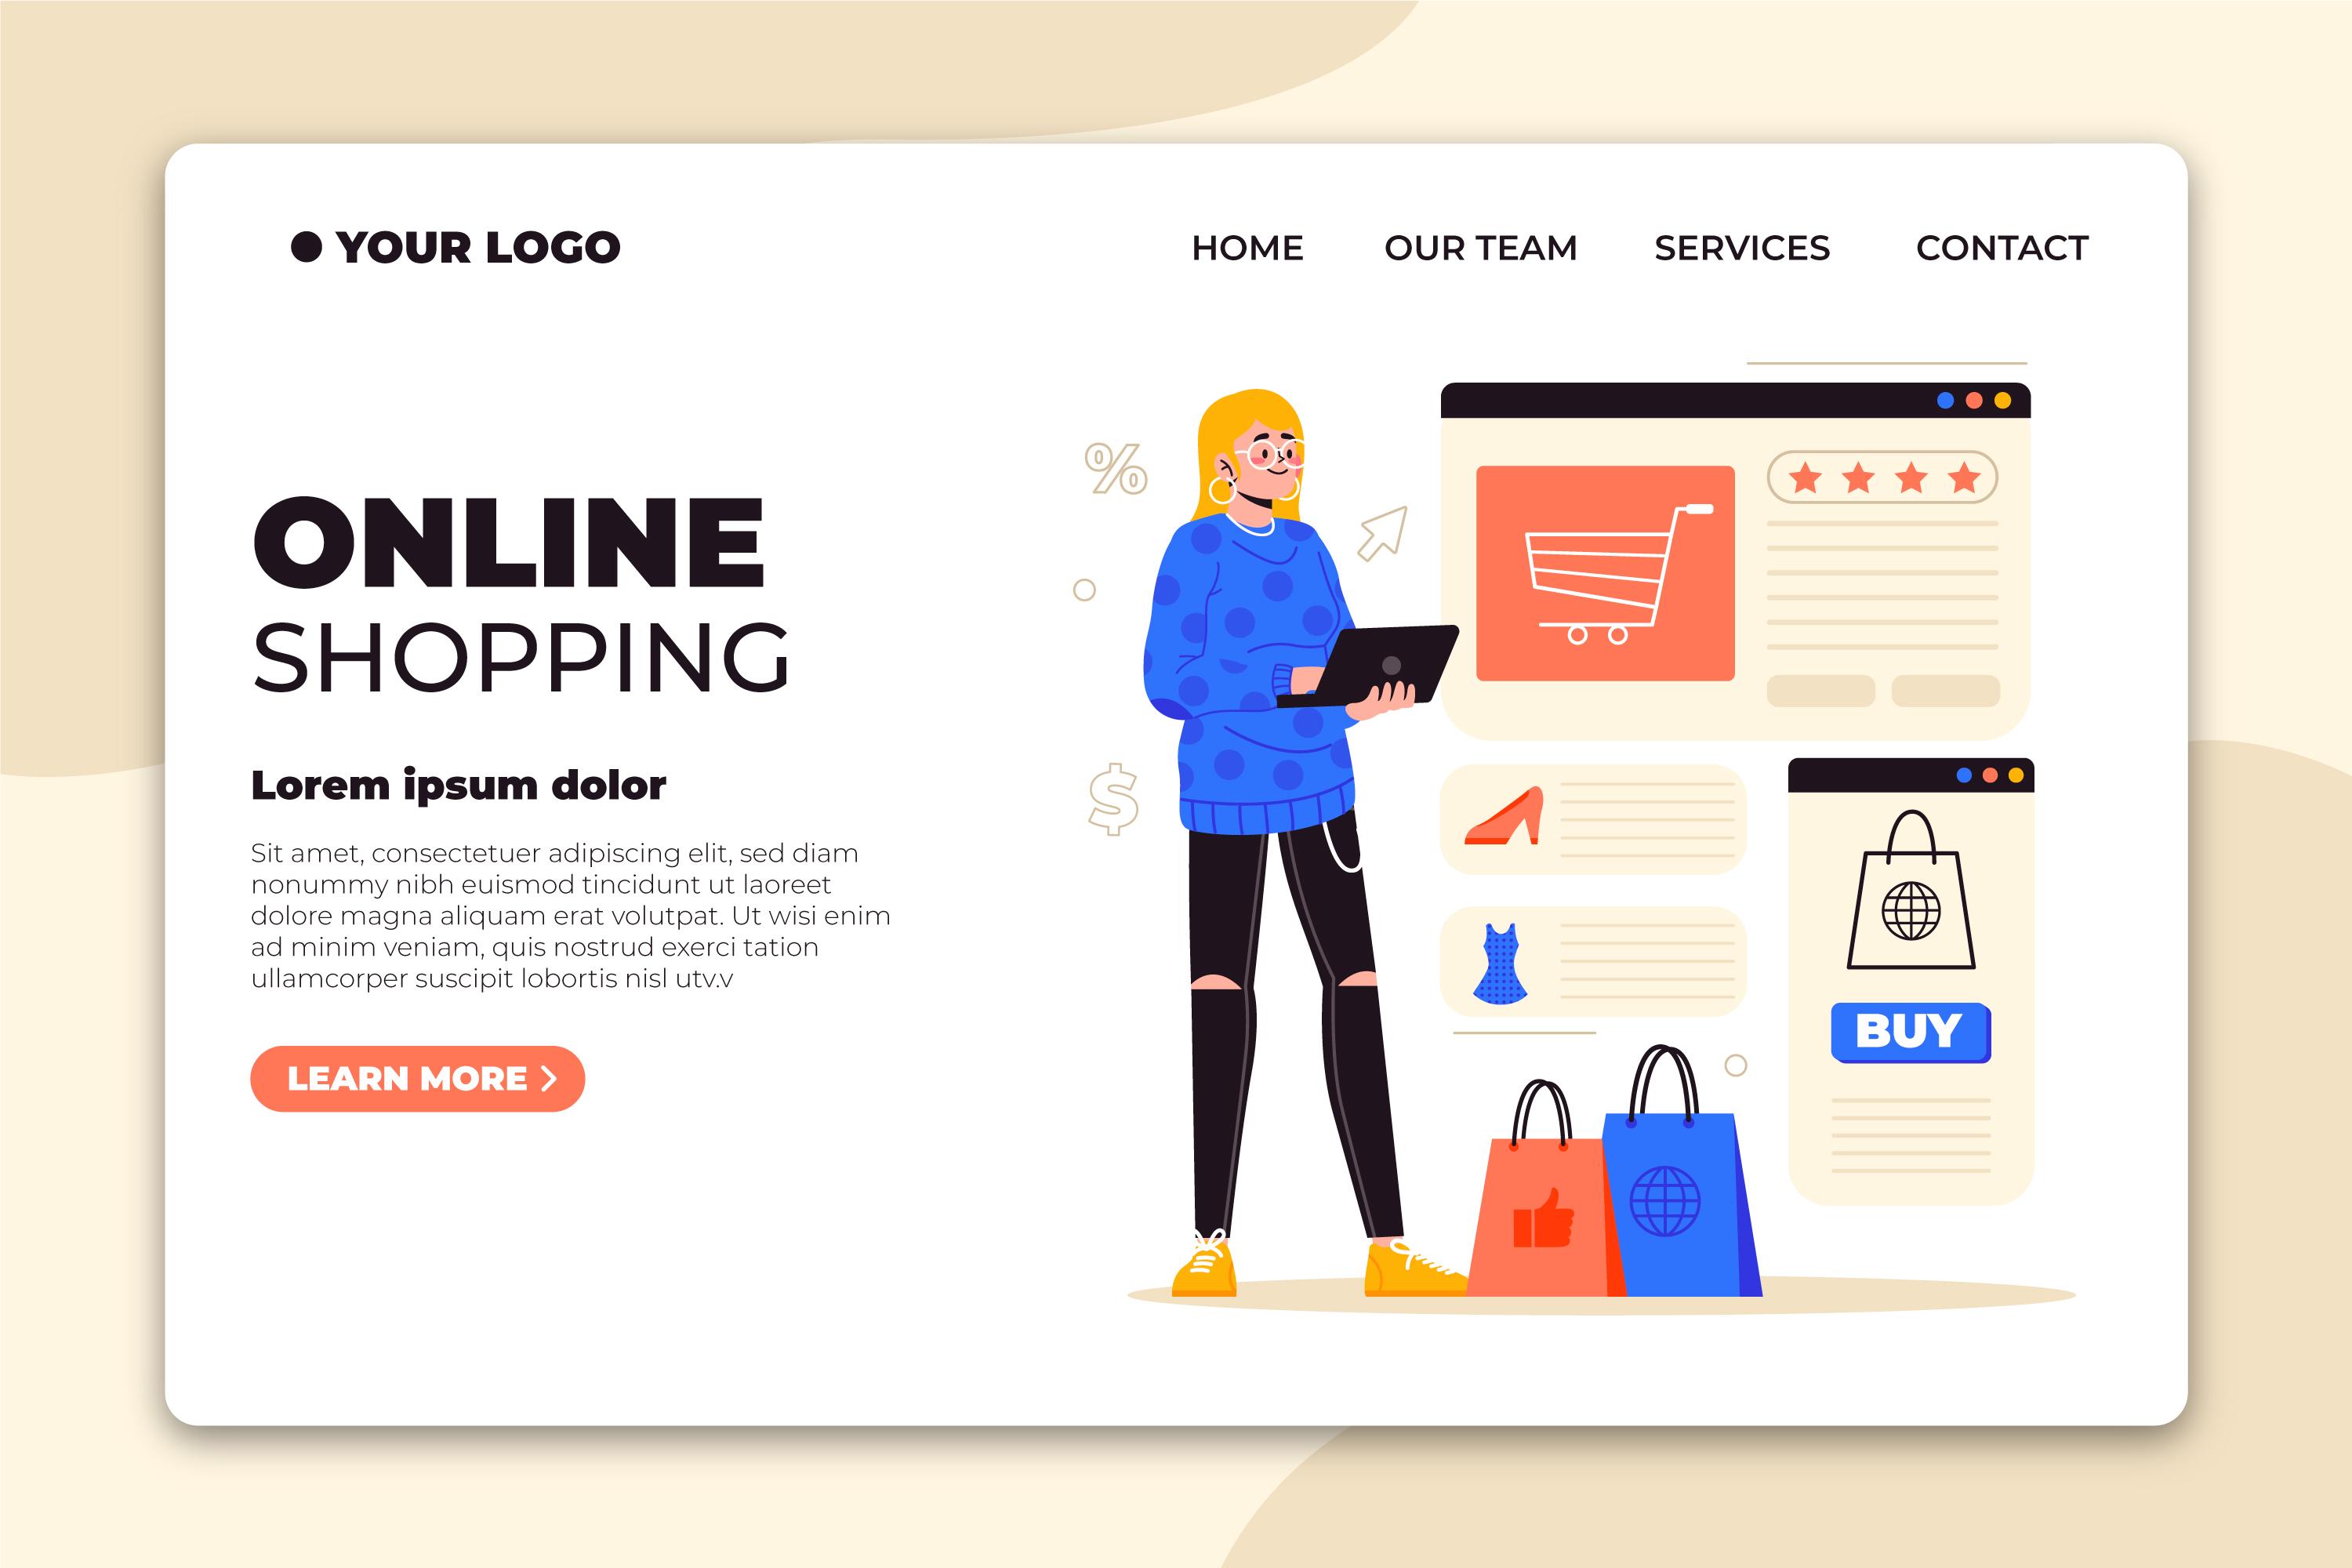 YOUR LOGO
HOME OUR TEAM SERVICES CONTACT
ONLINE
SHOPPING
Lorem ipsum dolor
Sit amet, consectetuer adipiscing elit, sed diam
nonummy nibh euismod tincidunt ut laoreet
dolore magna aliquam erat volutpat. Ut wisi enim
ad minim veniam, quis nostrud exerci tation
ullamcorper suscipit lobortis nisl utv.v
LEARN MORE
%
$
BUY